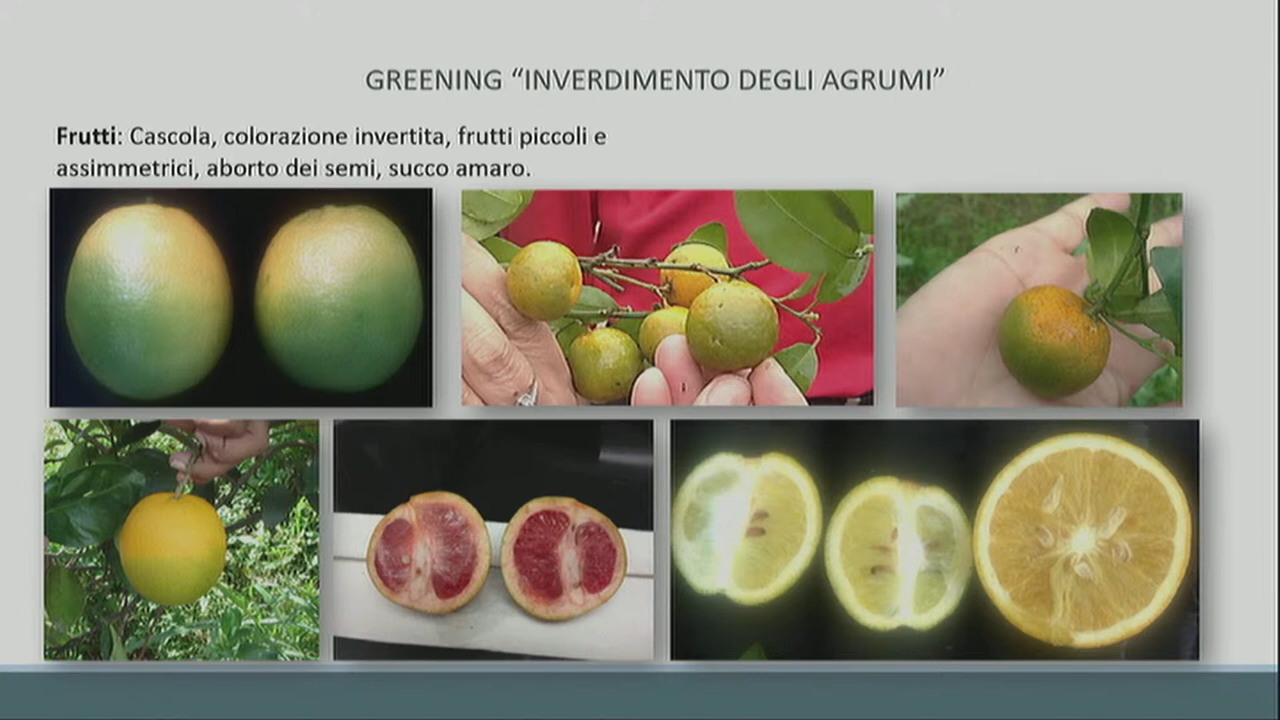 GREENING “INVERDIMENTO DEGLI AGRUMI”
Frutti: Cascola, colorazione invertita, frutti piccoli e
assimmetrici, aborto dei semi, succo amaro.